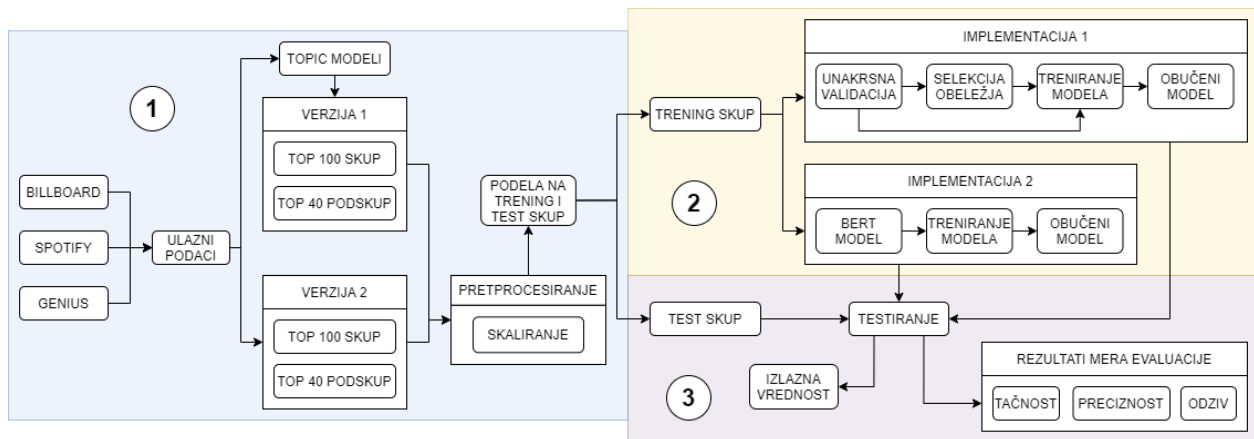 1
BILLBOARD
SPOTIFY
GENIUS
ULAZNI
PODACI
TOPIC MODELI
VERZIJA 1
TOP 100 SKUP
TOP 40 PODSKUP
VERZIJA 2
TOP 100 SKUP
TOP 40 PODSKUP
PRETPROCESIRANJE
SKALIRANJE
PODELA NA
TRENING I
TEST SKUP
2
TRENING SKUP
IMPLEMENTACIJA 1
UNAKRSNA
VALIDACIJA
SELEKCIJA
OBELEŽJA
TRENIRANJE
MODELA
OBUČENI
MODEL
IMPLEMENTACIJA 2
BERT
MODEL
TRENIRANJE
MODELA
OBUČENI
MODEL
3
TEST SKUP
TESTIRANJE
IZLAZNA
VREDNOST
REZULTATI MERA EVALUACIJE
TAČNOST
PRECIZNOST
ODZIV